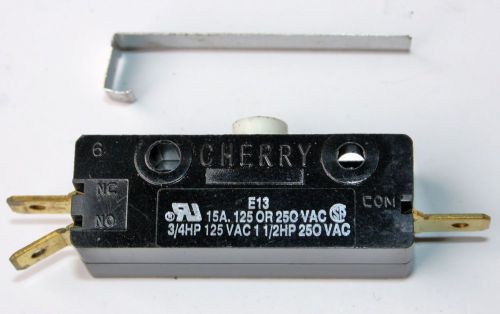 6
CHERRY
NC
NO
COM
E13
15A. 125 OR 250 VAC
3/4HP 125 VAC 1 1/2HP 250 VAC